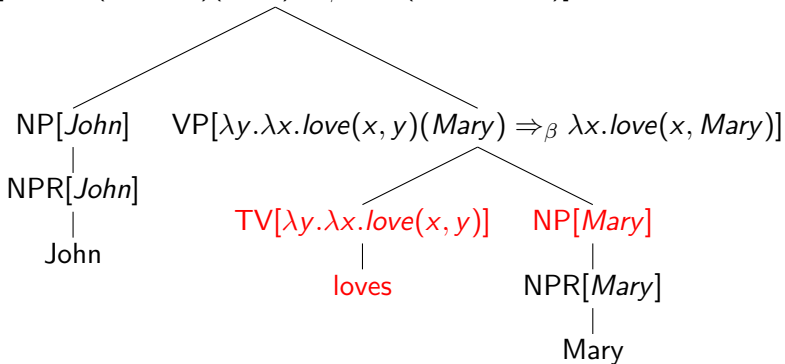 NP[John] VP[λy.λx.love(x, y)(Mary) ⇒β λx.love(x, Mary)]
NPR[John]
TV[λy.λx.love(x, y)] NP[Mary]
John
loves NPR[Mary]
Mary